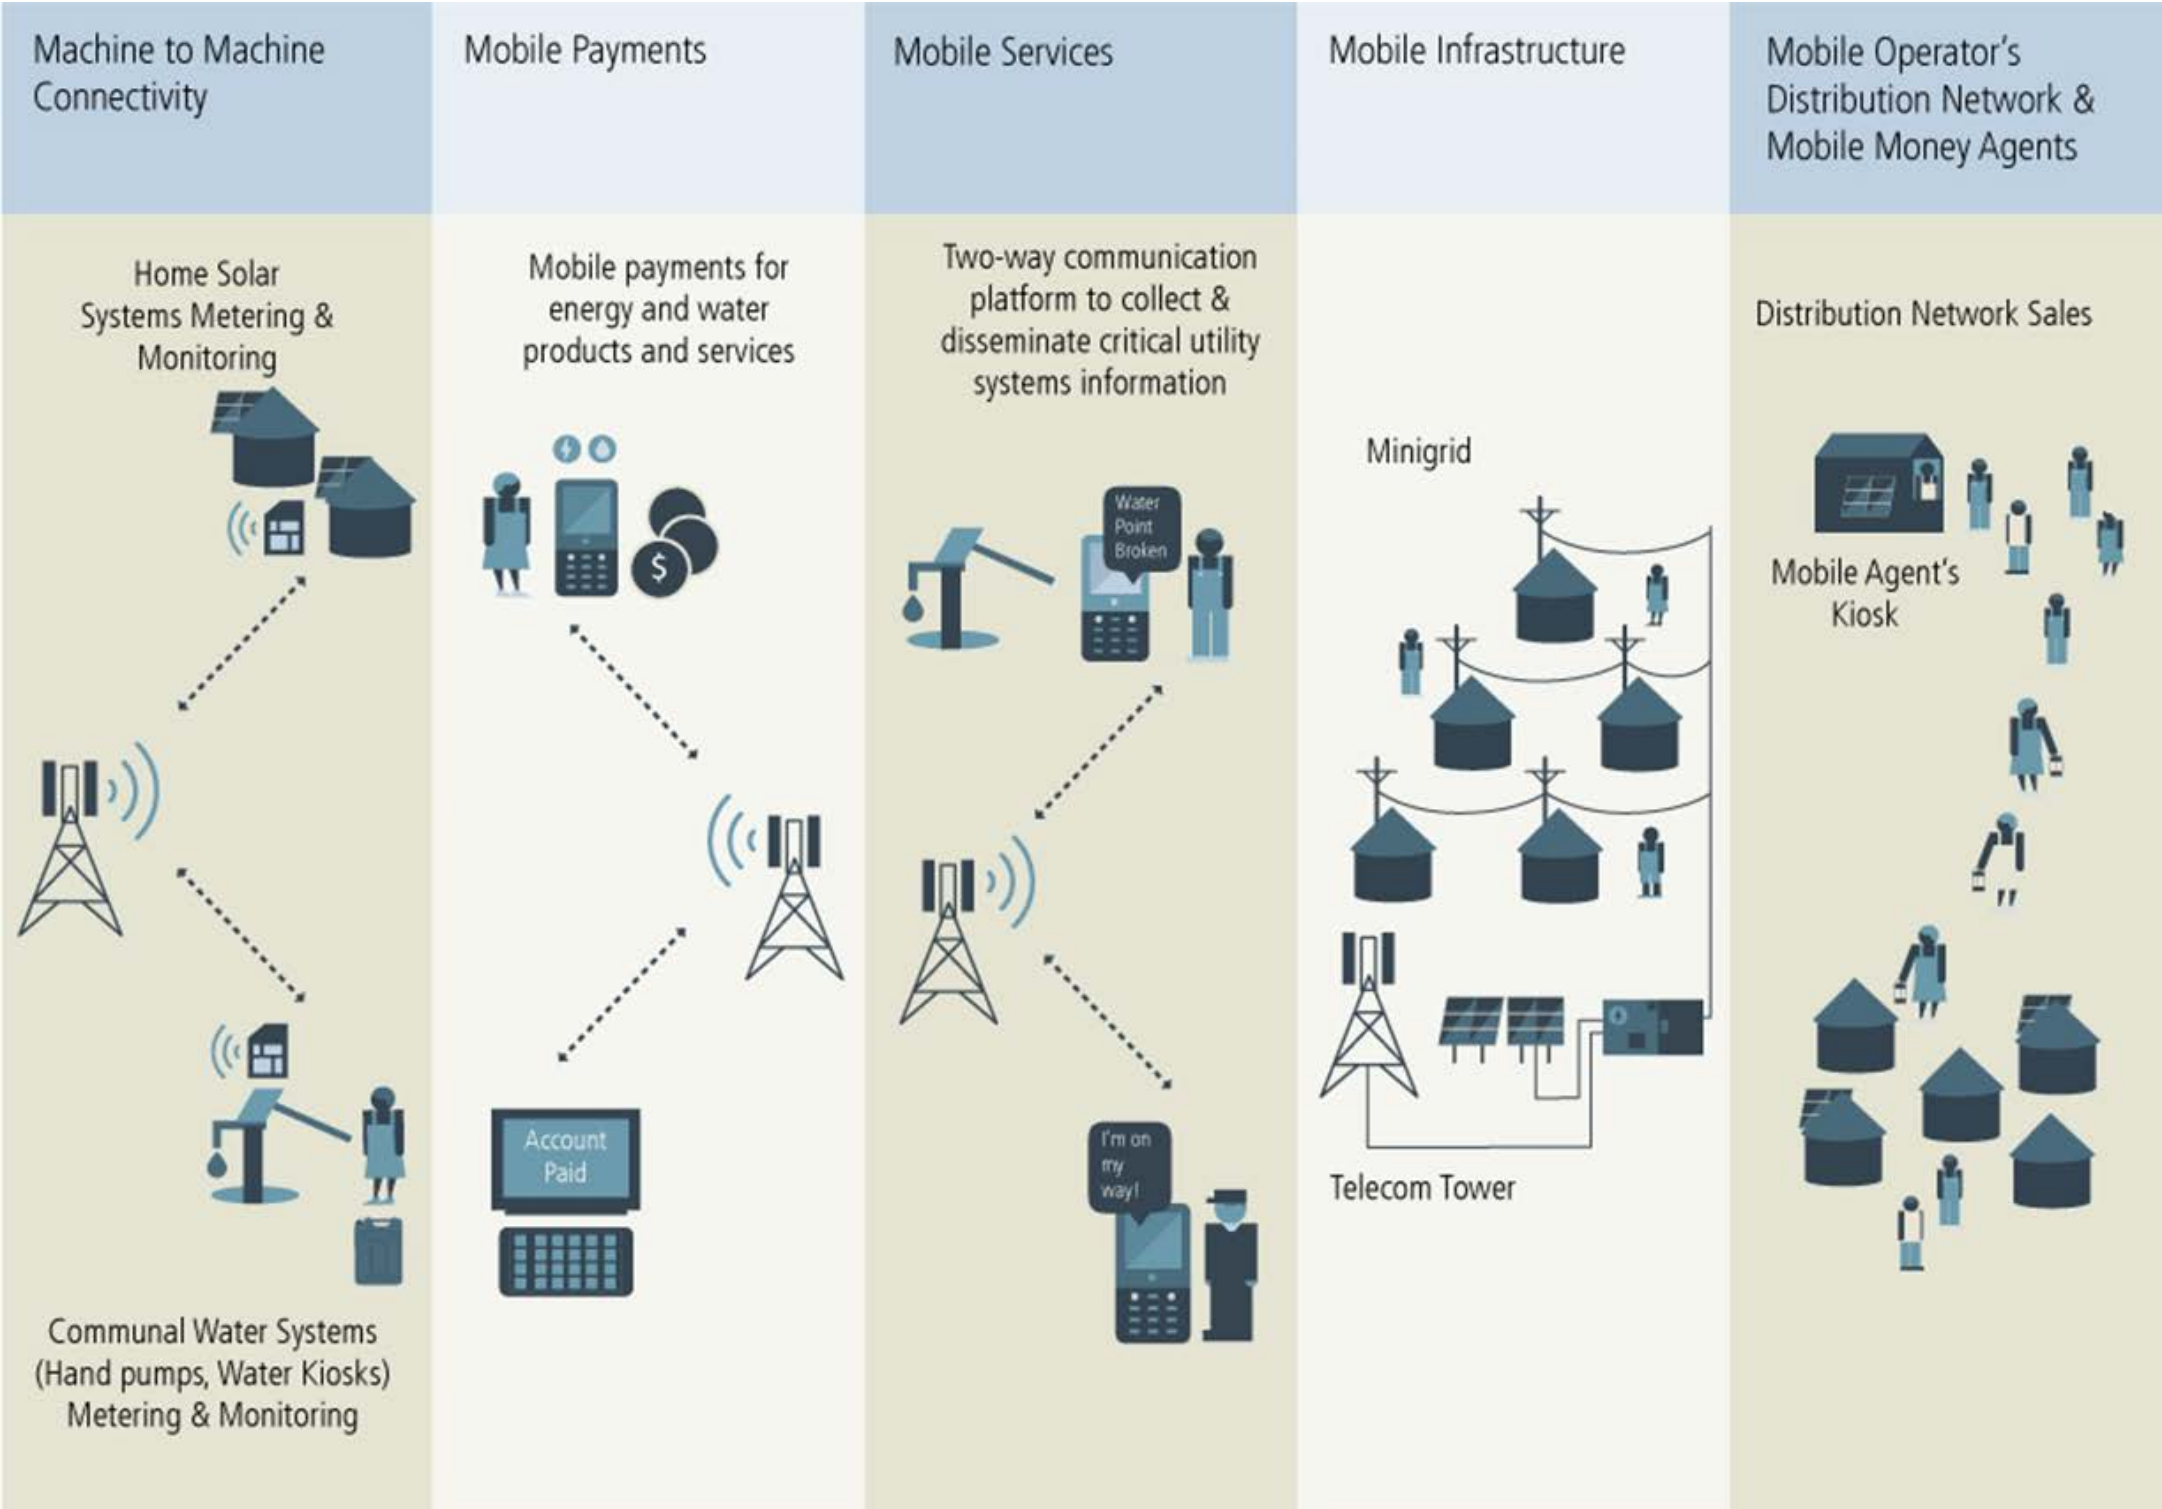 Machine to Machine
Connectivity
Home Solar
Systems Metering &
Monitoring
Communal Water Systems
(Hand pumps, Water Kiosks)
Metering & Monitoring
Mobile Payments
Mobile payments for
energy and water
products and services
$
Account
Paid
Mobile Services
Two-way communication
platform to collect &
disseminate critical utility
systems information
Water
Point
Broken
I'm on
my
way!
Mobile Infrastructure
Minigrid
Telecom Tower
Mobile Operator's
Distribution Network &
Mobile Money Agents
Distribution Network Sales
Mobile Agent's
Kiosk